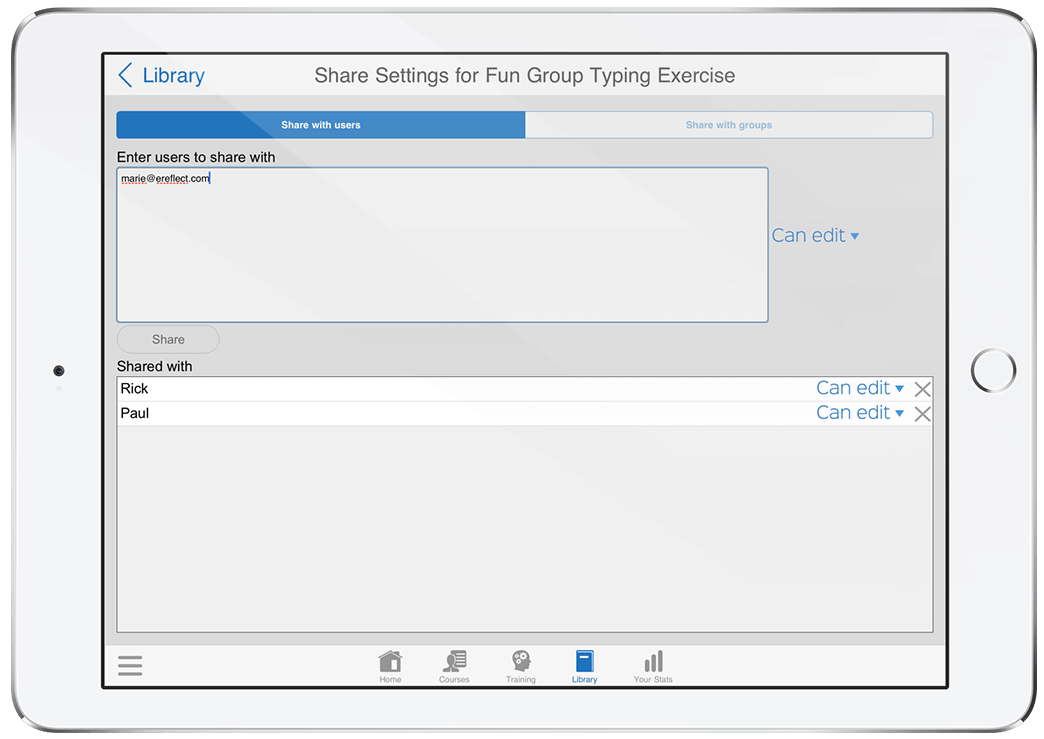 Library
Share Settings for Fun Group Typing Exercise
Share with users
Share with groups
Enter users to share with
marie@ereflect.com
Can edit
Share
Shared with
Rick Can edit
Paul Can edit
Home Courses Training Library Your Stats